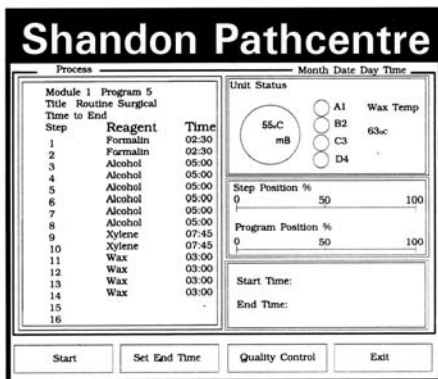 Shandon Pathcentre
Process
Month Date Day Time
Module 1 Program 5
Title Routine Surgical
Time to End
Step Reagent Time
1 Formalin 02:30
2 Formalin 02:30
3 Alcohol 05:00
4 Alcohol 05:00
5 Alcohol 05:00
6 Alcohol 05:00
7 Alcohol 05:00
8 Alcohol 05:00
9 Xylene 07:45
10 Xylene 07:45
11 Wax 03:00
12 Wax 03:00
13 Wax 03:00
14 Wax 03:00
15
16
Unit Status
55°C
mB
A1
B2
C3
D4
Wax Temp
63°C
Step Position %
0 50 100
Program Position %
0 50 100
Start Time:
End Time:
Start
Set End Time
Quality Control
Exit